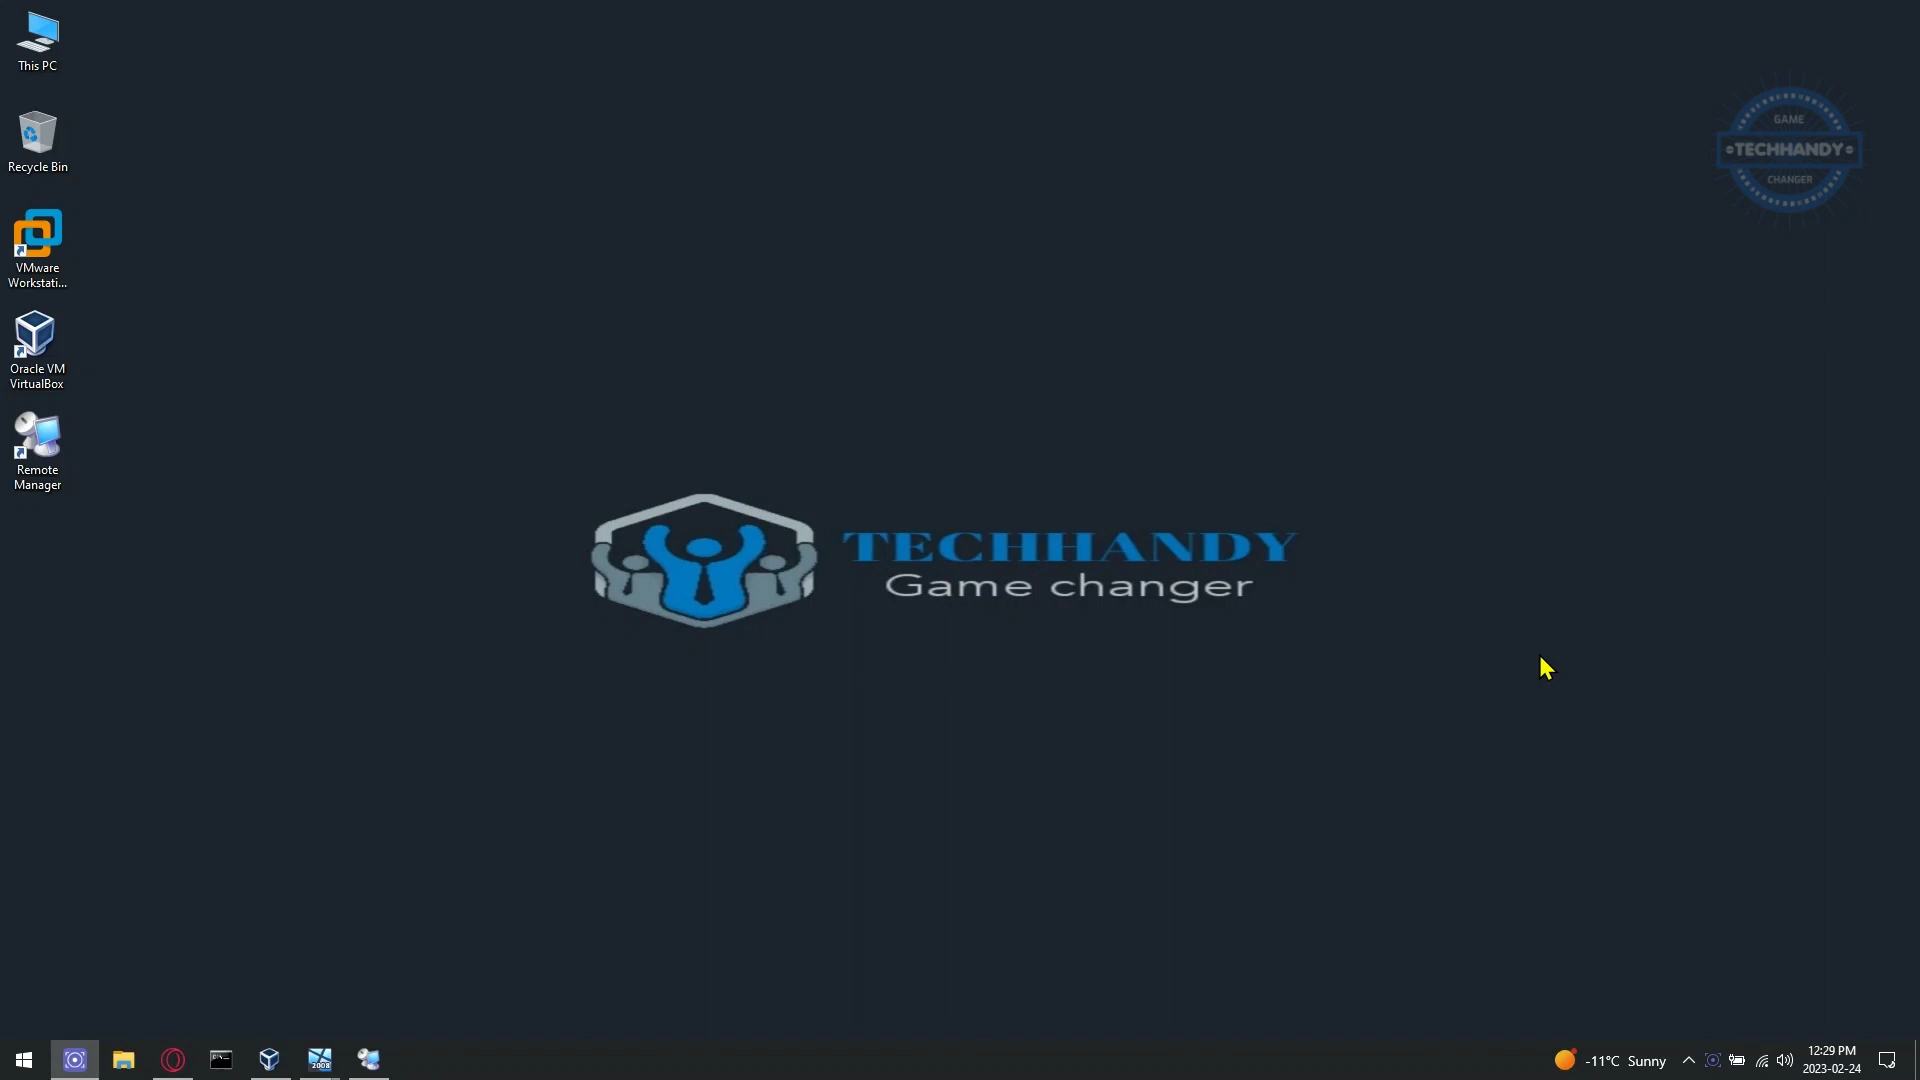 This PC
Recycle Bin
VMware
Workstati...
Oracle VM
VirtualBox
Remote
Manager
GAME
TECHHANDY
CHANGER
TECHHANDY
Game changer
2008
-11°C Sunny
12:29 PM
2023-02-24